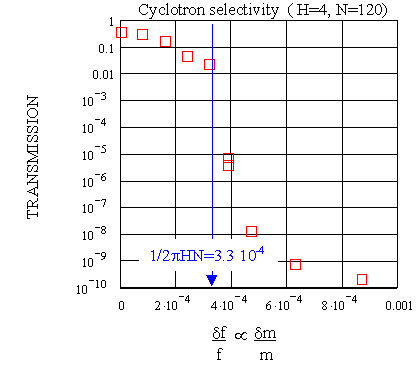 Cyclotron selectivity ( H=4, N=120)
TRANSMISSION
1
0.1
0.01
10⁻³
10⁻⁴
10⁻⁵
10⁻⁶
10⁻⁷
10⁻⁸
10⁻⁹
10⁻¹⁰
1/2πHN=3.3 10⁻⁴
0 2·10⁻⁴ 4·10⁻⁴ 6·10⁻⁴ 8·10⁻⁴ 0.001
δf/f ∝ δm/m